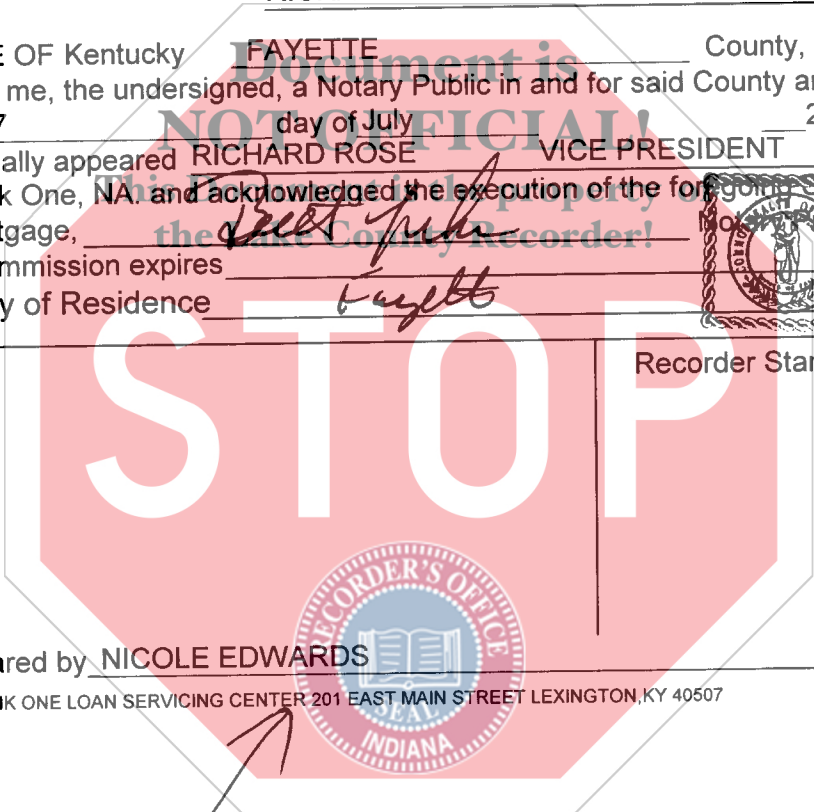 E OF Kentucky FAYETTE County,
Document is
me, the undersigned, a Notary Public in and for said County
7 day of July 2
NOT OFFICIAL!
ally appeared RICHARD ROSE VICE PRESIDENT
k One, NA. and acknowledged the execution of the foregoing
This Document is the property of
tgage,
the Lake County Recorder!
mmission expires
y of Residence Fayette
STOP
Recorder Star
RECORDER'S OFFICE
SEAL
INDIANA
ared by NICOLE EDWARDS
K ONE LOAN SERVICING CENTER 201 EAST MAIN STREET LEXINGTON,KY 40507